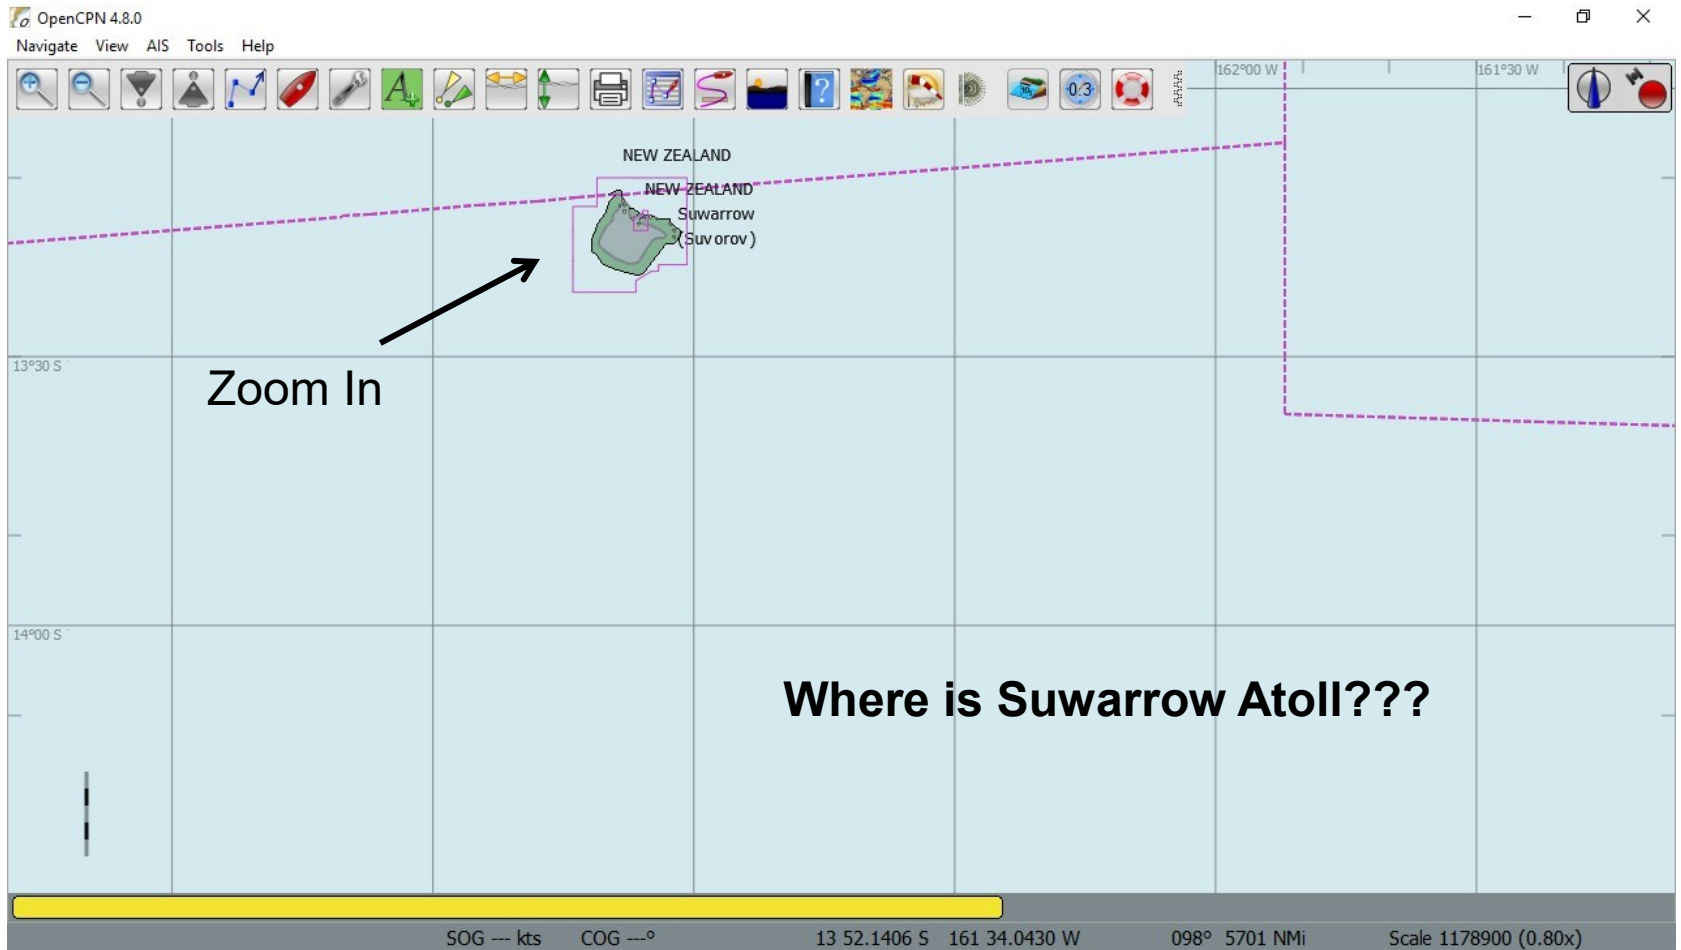 OpenCPN 4.8.0
Navigate View AIS Tools Help
162°00 W
161°30 W
NEW ZEALAND
NEW ZEALAND
Suwarrow
(Suvorov)
13°30 S
Zoom In
14°00 S
Where is Suwarrow Atoll???
SOG --- kts COG ---° 13 52.1406 S 161 34.0430 W 098° 5701 NMi Scale 1178900 (0.80x)